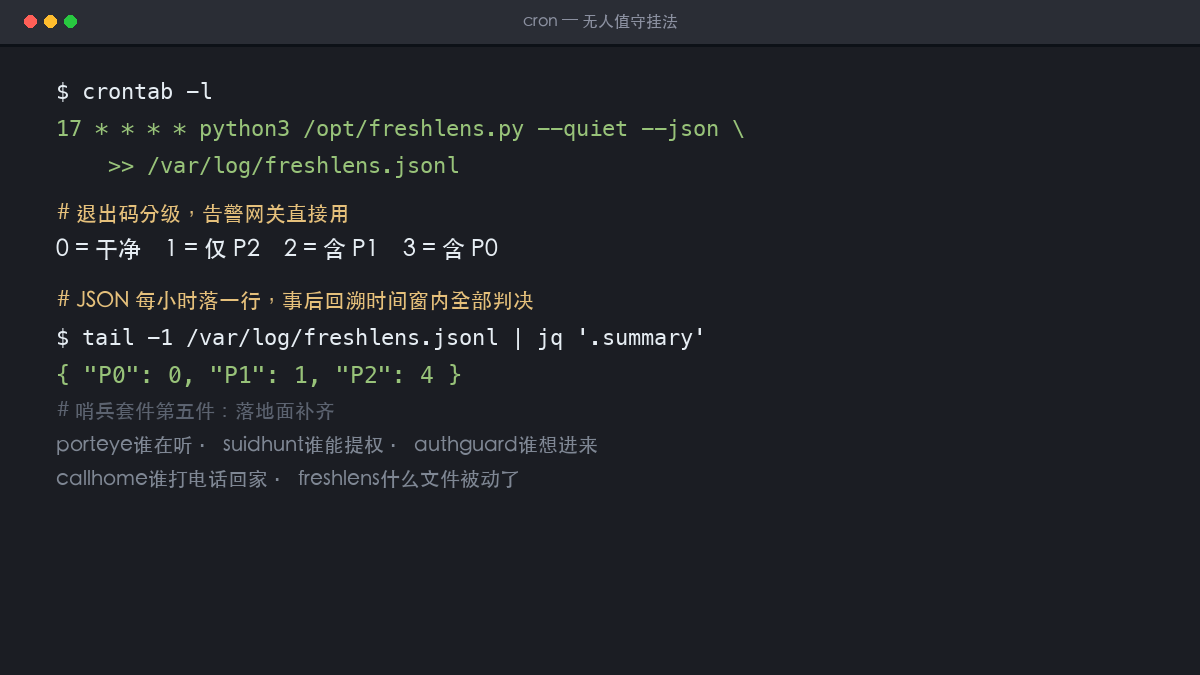 cron — 无人值守挂法
$ crontab -l
17 * * * * python3 /opt/freshlens.py --quiet --json \
>> /var/log/freshlens.jsonl
# 退出码分级，告警网关直接用
0 = 干净 1 = 仅 P2 2 = 含 P1 3 = 含 P0
# JSON 每小时落一行，事后回溯时间窗内全部判决
$ tail -1 /var/log/freshlens.jsonl | jq '.summary'
{ "P0": 0, "P1": 1, "P2": 4 }
# 哨兵套件第五件：落地面补齐
porteye谁在听 · suidhunt谁能提权 · authguard谁想进来
callhome谁打电话回家 · freshlens什么文件被动了